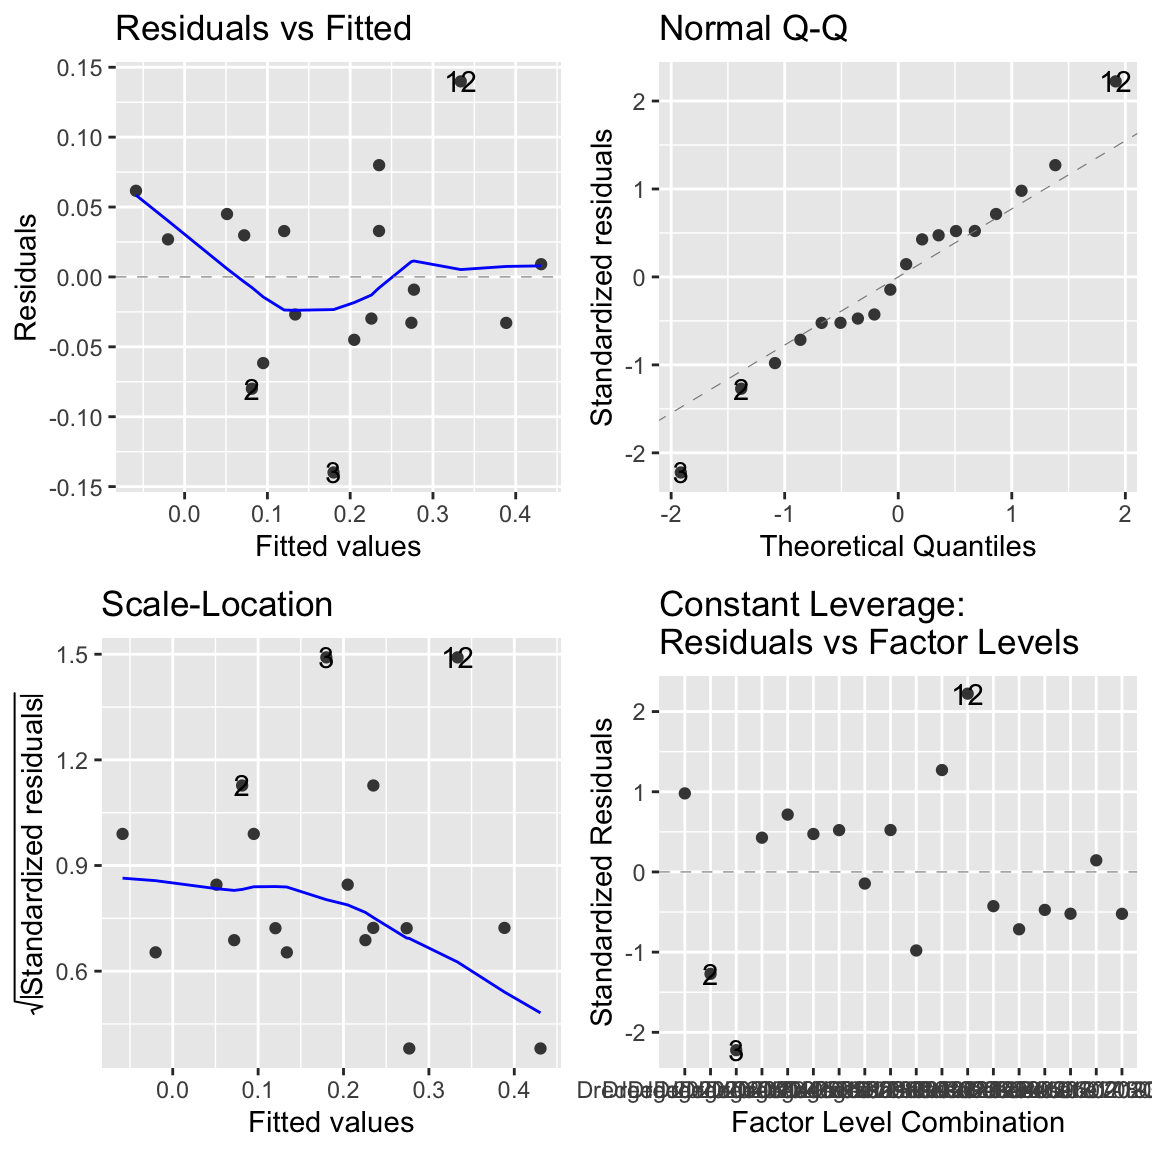 Residuals vs Fitted
12
0.15
0.10
0.05
0.00
-0.05
-0.10
-0.15
Residuals
2
3
0.0 0.1 0.2 0.3 0.4
Fitted values
Normal Q-Q
12
2
1
0
-1
-2
Standardized residuals
2
3
-2 -1 0 1 2
Theoretical Quantiles
Scale-Location
3 12
1.5
1.2
0.9
0.6
√|Standardized residuals|
2
0.0 0.1 0.2 0.3 0.4
Fitted values
Constant Leverage:
Residuals vs Factor Levels
12
2
1
0
-1
-2
Standardized Residuals
2
3
Factor Level Combination